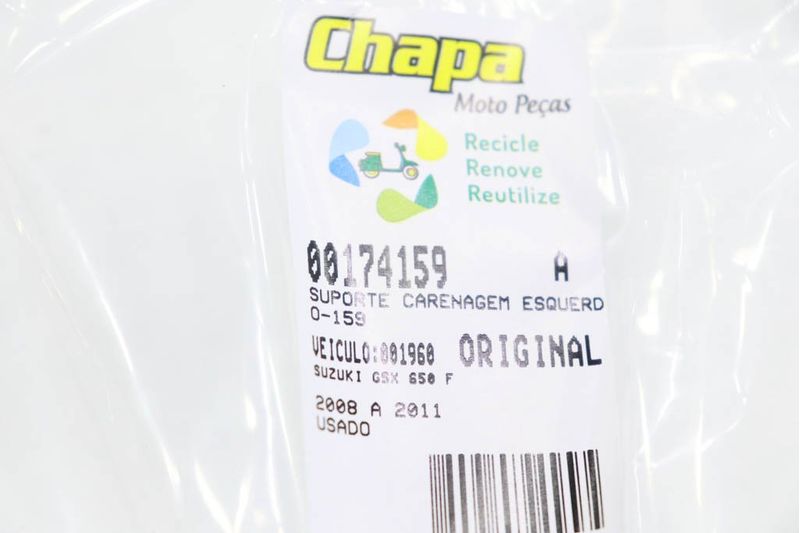 Chapa
Moto Peças
Recicle
Renove
Reutilize
00174159 A
SUPORTE CARENAGEM ESQUERD
O-159
VEICULO:001960 ORIGINAL
SUZUKI GSX 650 F
2008 A 2011
USADO